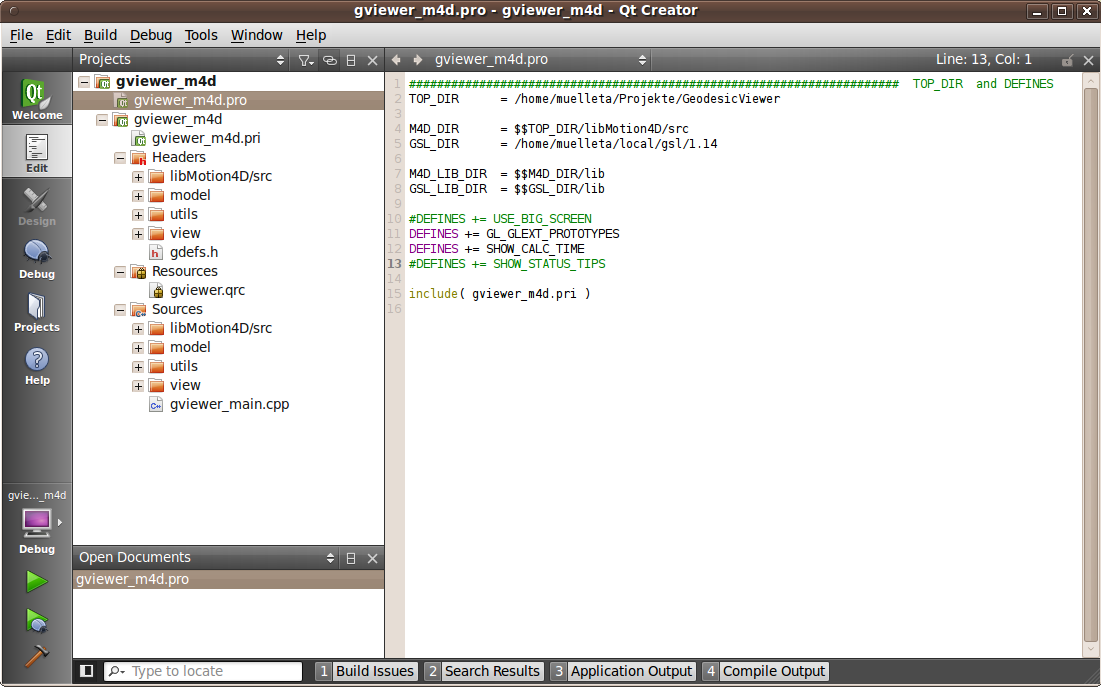 gviewer_m4d.pro - gviewer_m4d - Qt Creator
File Edit Build Debug Tools Window Help
Projects
gviewer_m4d.pro
Line: 13, Col: 1
Qt
Welcome
Edit
Design
Debug
Projects
Help
gvie..._m4d
Debug
gviewer_m4d
gviewer_m4d.pro
gviewer_m4d
gviewer_m4d.pri
Headers
libMotion4D/src
model
utils
view
gdefs.h
Resources
gviewer.qrc
Sources
libMotion4D/src
model
utils
view
gviewer_main.cpp
Open Documents
gviewer_m4d.pro
1 ###################################################################### TOP_DIR and DEFINES
2 TOP_DIR = /home/muelleta/Projekte/GeodesicViewer
3
4 M4D_DIR = $$TOP_DIR/libMotion4D/src
5 GSL_DIR = /home/muelleta/local/gsl/1.14
6
7 M4D_LIB_DIR = $$M4D_DIR/lib
8 GSL_LIB_DIR = $$GSL_DIR/lib
9
10 #DEFINES += USE_BIG_SCREEN
11 DEFINES += GL_GLEXT_PROTOTYPES
12 DEFINES += SHOW_CALC_TIME
13 #DEFINES += SHOW_STATUS_TIPS
14
15 include( gviewer_m4d.pri )
16
Type to locate
1 Build Issues 2 Search Results 3 Application Output 4 Compile Output